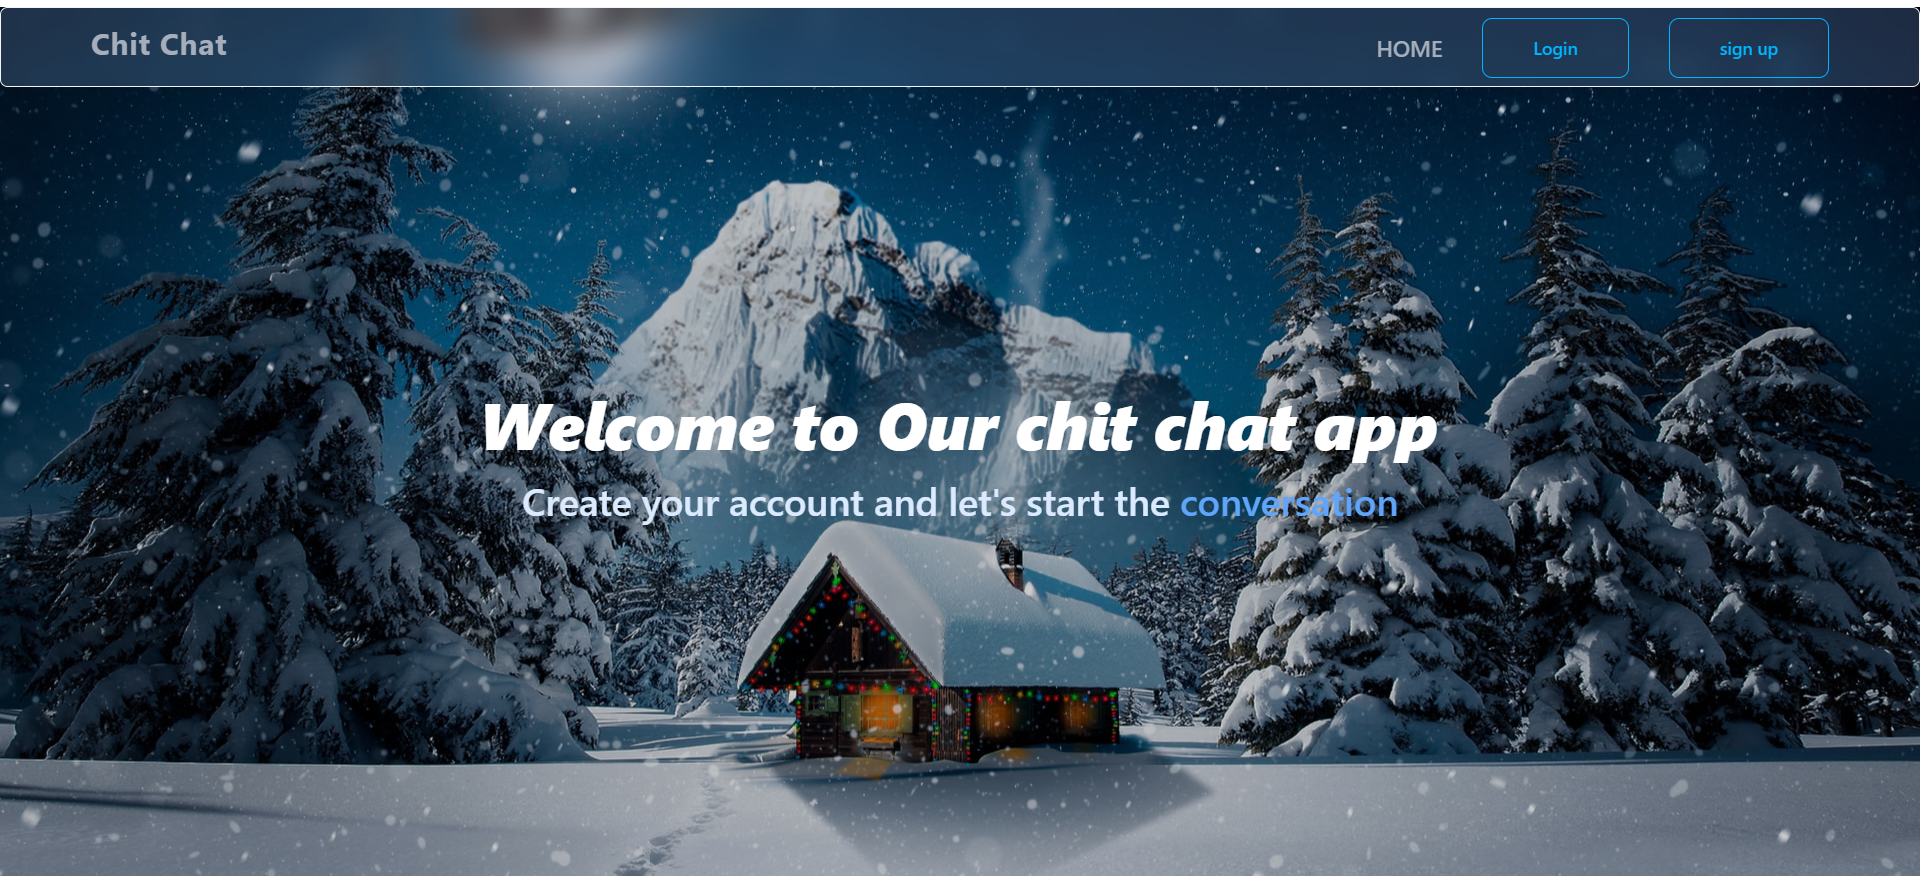 Chit Chat
HOME
Login
sign up
Welcome to Our chit chat app
Create your account and let's start the conversation